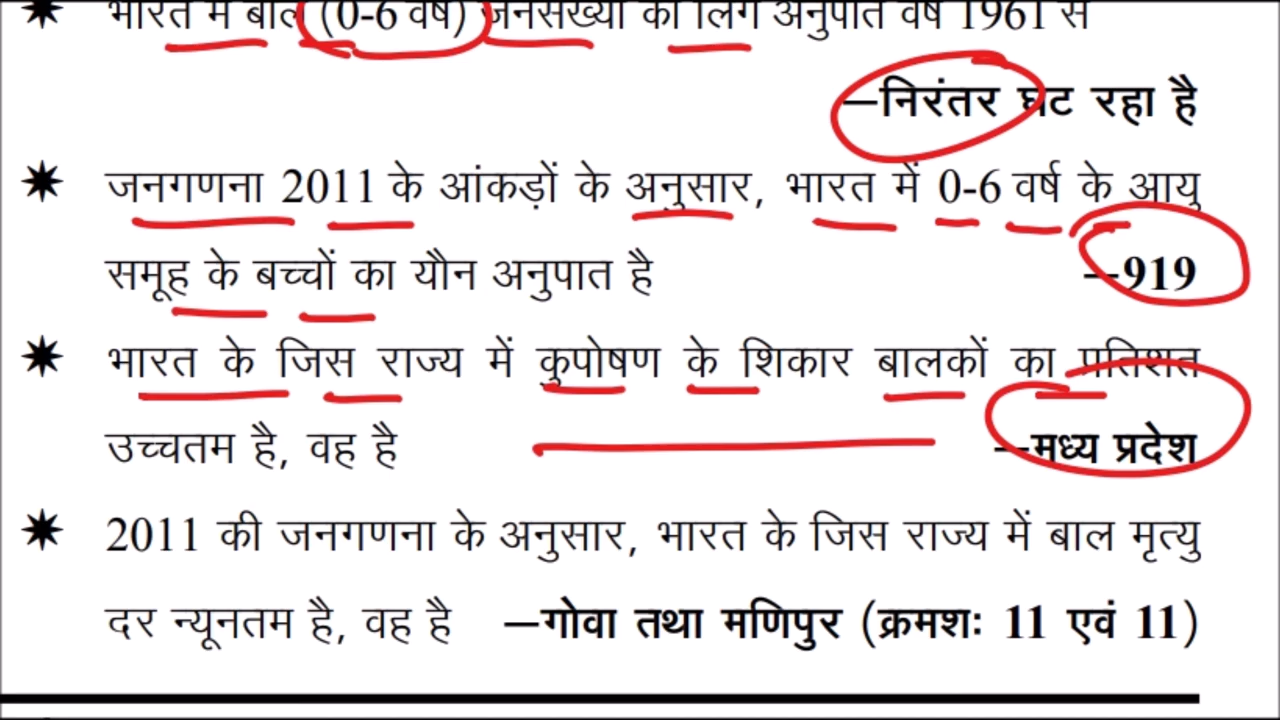 ✷ भारत में बाल (0-6 वर्ष) जनसंख्या का लिंग अनुपात वर्ष 1961 से
—निरंतर घट रहा है
✷ जनगणना 2011 के आंकड़ों के अनुसार, भारत में 0-6 वर्ष के आयु
समूह के बच्चों का यौन अनुपात है —919
✷ भारत के जिस राज्य में कुपोषण के शिकार बालकों का प्रतिशत
उच्चतम है, वह है —मध्य प्रदेश
✷ 2011 की जनगणना के अनुसार, भारत के जिस राज्य में बाल मृत्यु
दर न्यूनतम है, वह है —गोवा तथा मणिपुर (क्रमशः 11 एवं 11)